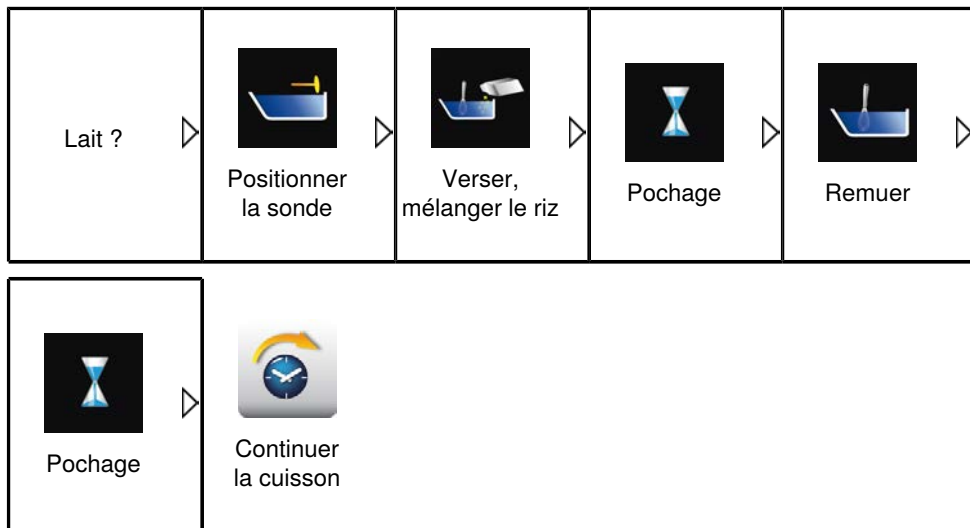 Lait ?
Positionner
la sonde
Verser,
mélanger le riz
Pochage
Remuer
Pochage
Continuer
la cuisson